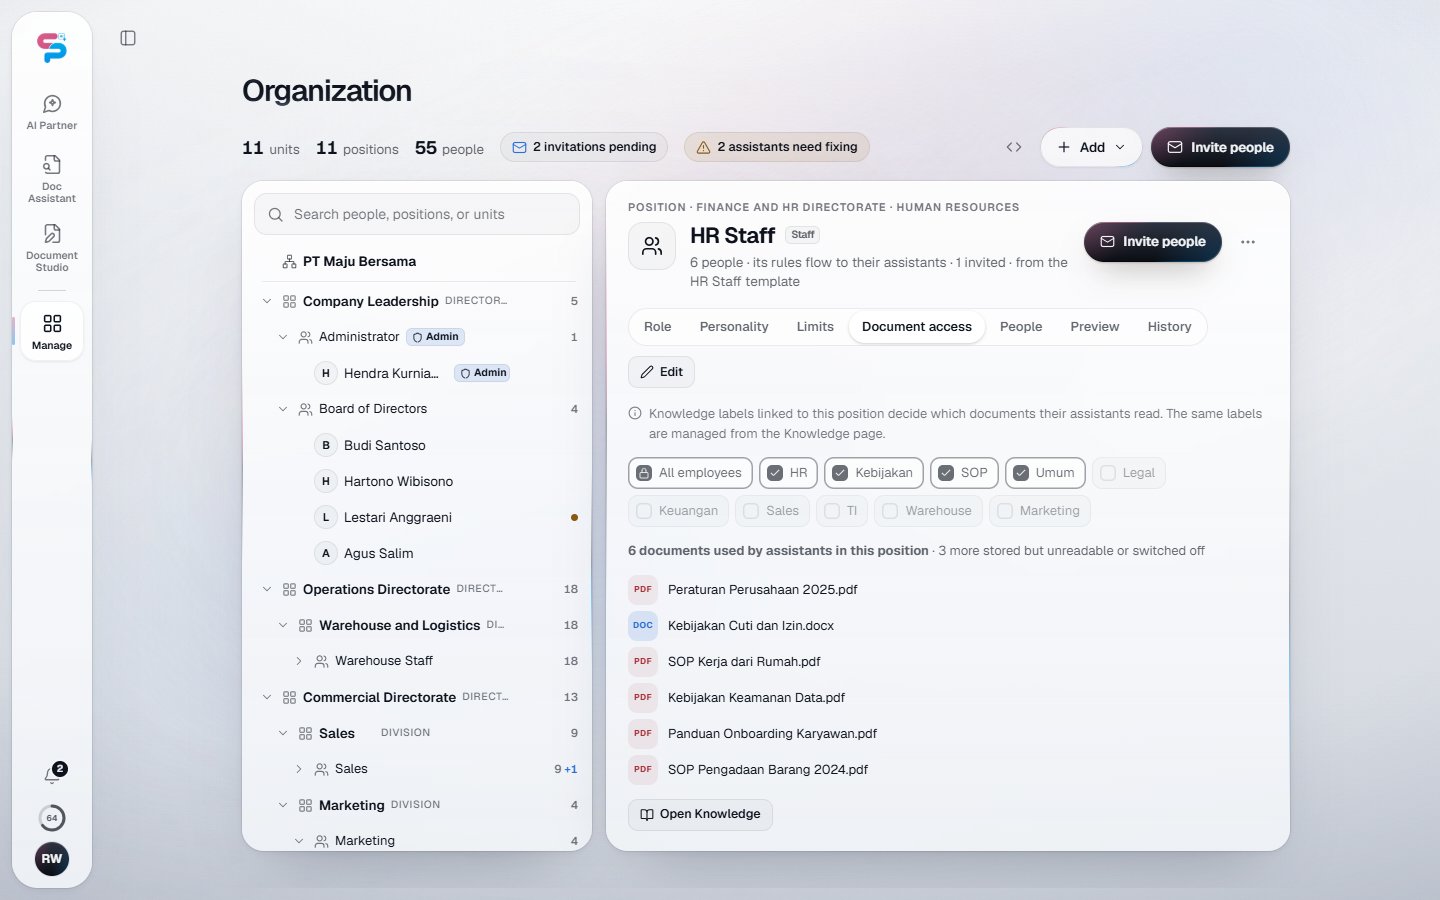 AI Partner
Doc
Assistant
Document
Studio
Manage
2
64
RW
Organization
11 units 11 positions 55 people 2 invitations pending 2 assistants need fixing Add Invite people
Search people, positions, or units
PT Maju Bersama
Company Leadership DIRECTOR... 5
Administrator Admin 1
H Hendra Kurnia... Admin
Board of Directors 4
B Budi Santoso
H Hartono Wibisono
L Lestari Anggraeni
A Agus Salim
Operations Directorate DIRECT... 18
Warehouse and Logistics DI... 18
Warehouse Staff 18
Commercial Directorate DIRECT... 13
Sales DIVISION 9
Sales 9 +1
Marketing DIVISION 4
Marketing 4
POSITION · FINANCE AND HR DIRECTORATE · HUMAN RESOURCES
HR Staff Staff
6 people · its rules flow to their assistants · 1 invited · from the
HR Staff template
Invite people
Role Personality Limits Document access People Preview History
Edit
Knowledge labels linked to this position decide which documents their assistants read. The same labels
are managed from the Knowledge page.
All employees HR Kebijakan SOP Umum Legal
Keuangan Sales TI Warehouse Marketing
6 documents used by assistants in this position · 3 more stored but unreadable or switched off
PDF Peraturan Perusahaan 2025.pdf
DOC Kebijakan Cuti dan Izin.docx
PDF SOP Kerja dari Rumah.pdf
PDF Kebijakan Keamanan Data.pdf
PDF Panduan Onboarding Karyawan.pdf
PDF SOP Pengadaan Barang 2024.pdf
Open Knowledge